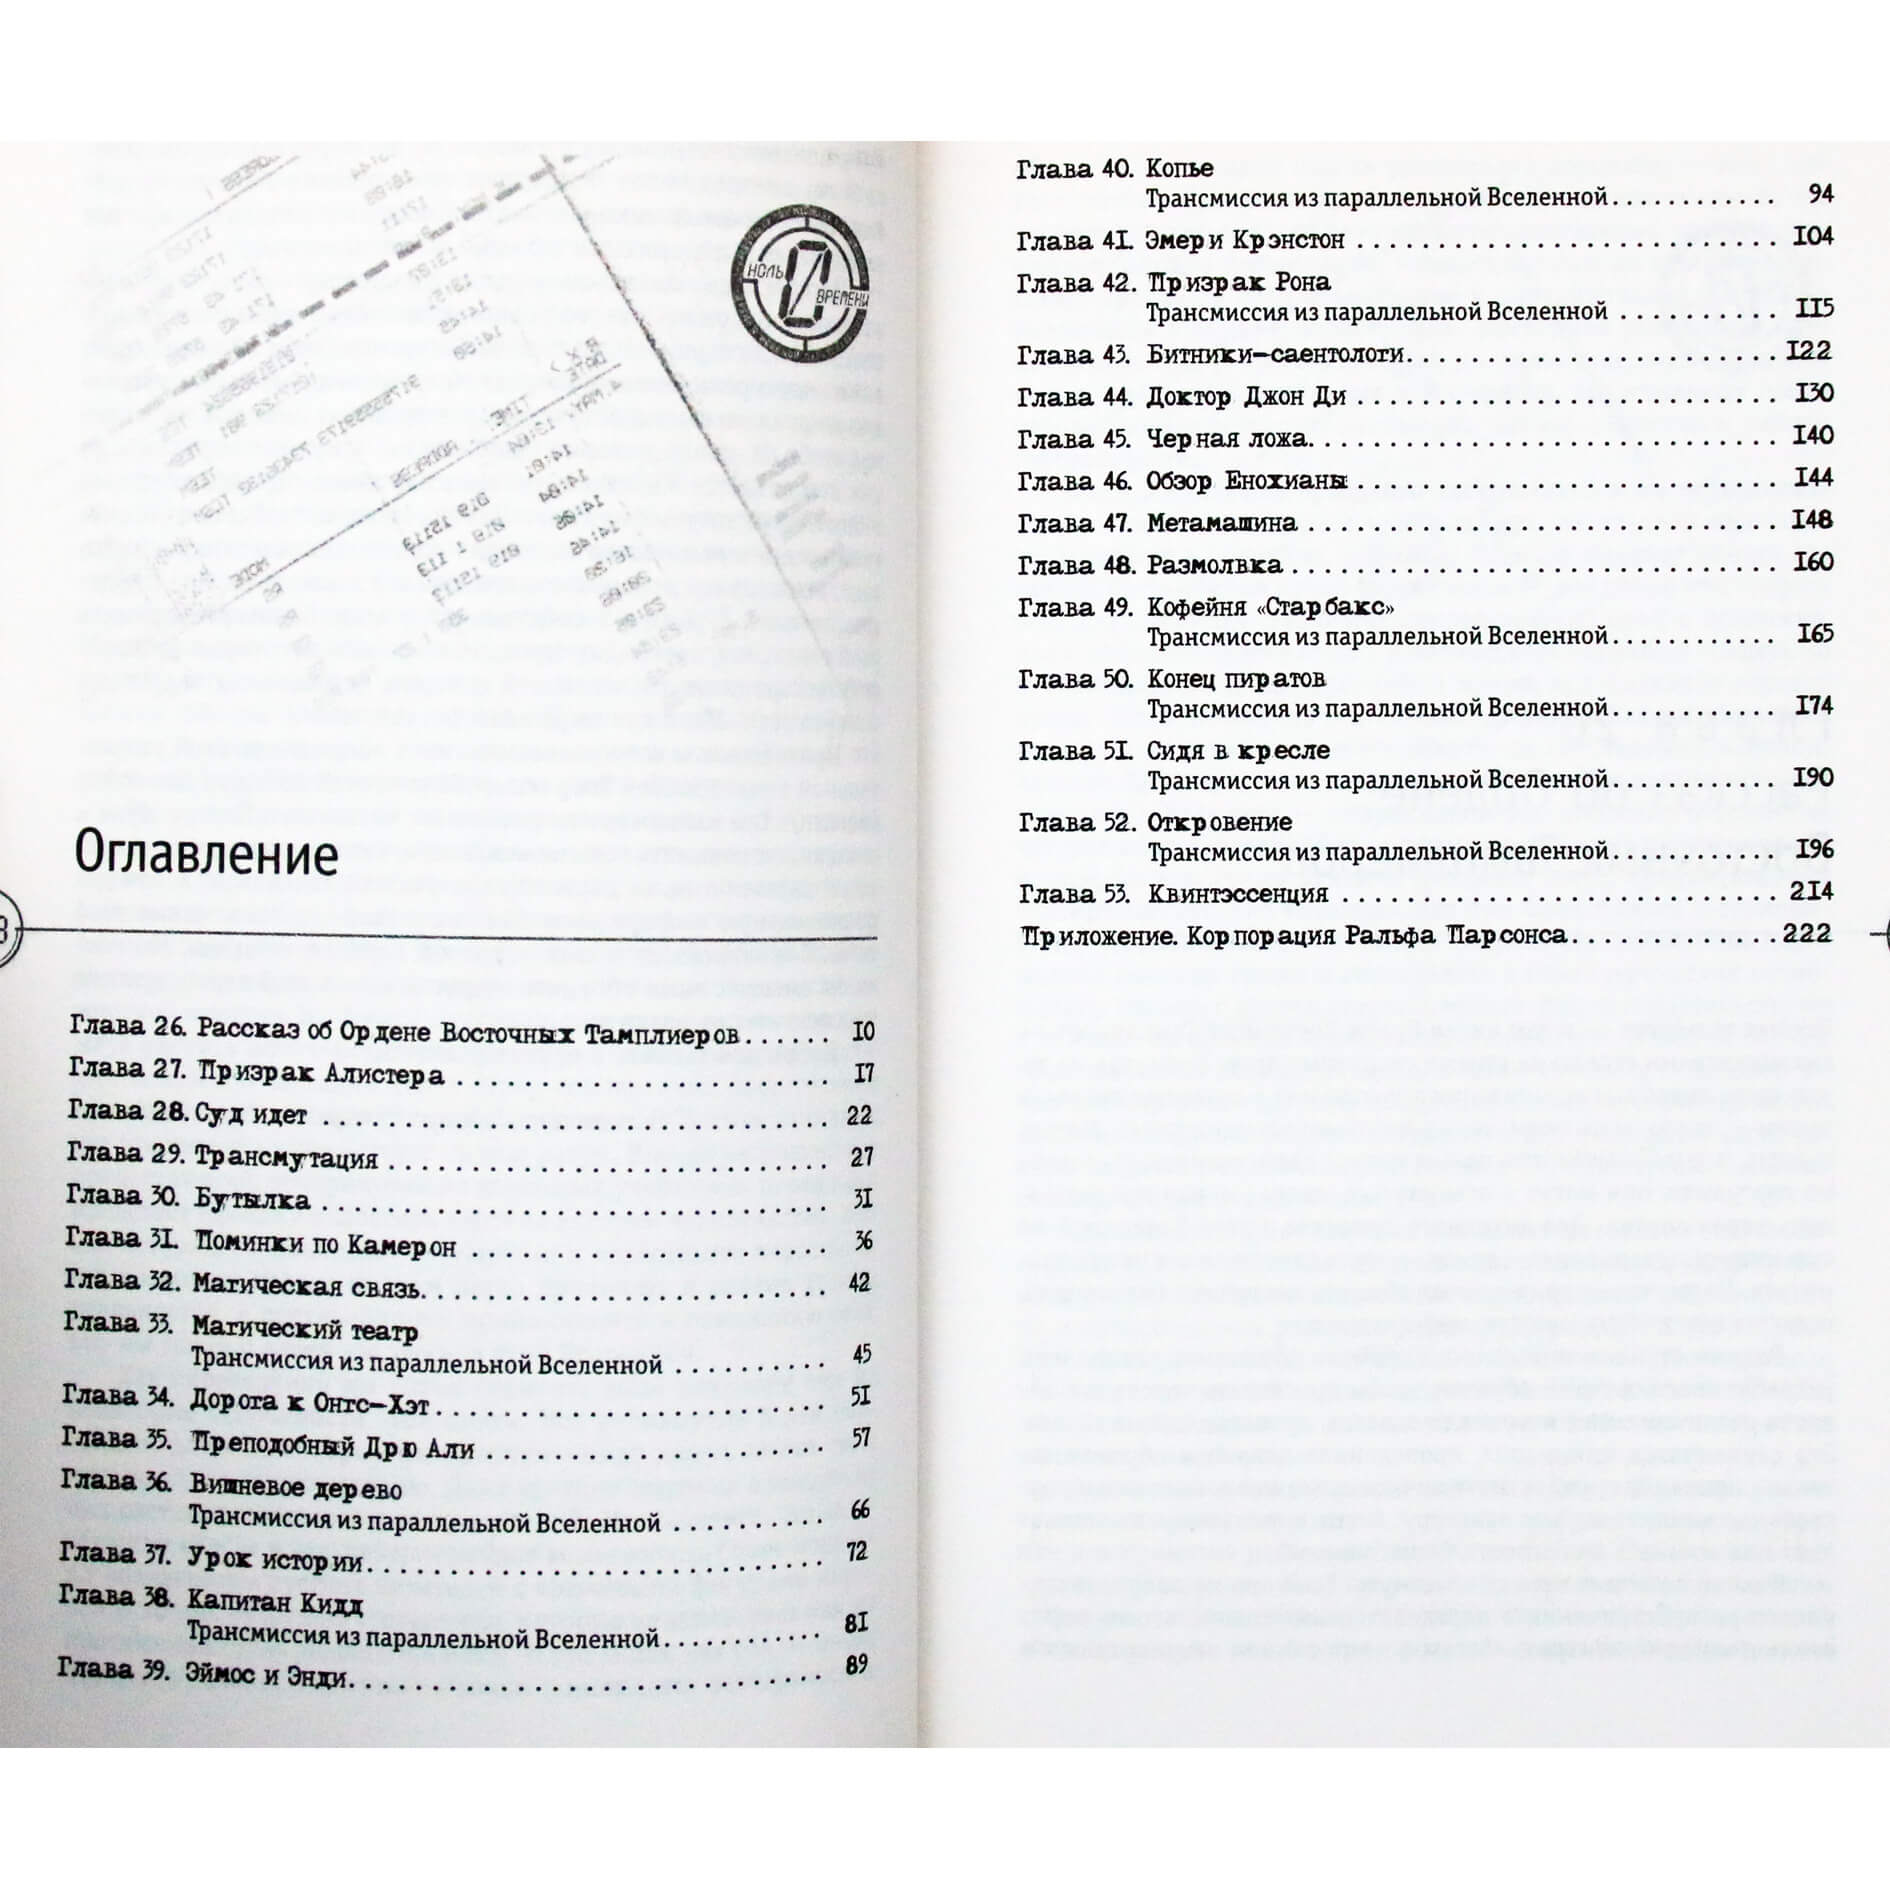 НОЛЬ
ВРЕМЕНИ
Оглавление
Глава 26. Рассказ об Ордене Восточных Тамплиеров...... 10
Глава 27. Призрак Алистера ........................... 17
Глава 28. Суд идет ........................... 22
Глава 29. Трансмутация ........................... 27
Глава 30. Бутылка ........................... 31
Глава 31. Поминки по Камерон ........................... 36
Глава 32. Магическая связь........................... 42
Глава 33. Магический театр
Трансмиссия из параллельной Вселенной .......... 45
Глава 34. Дорога к Онгс-Хэт........................... 51
Глава 35. Преподобный Дрю Али ........................... 57
Глава 36. Вишневое дерево
Трансмиссия из параллельной Вселенной .......... 66
Глава 37. Урок истории........................... 72
Глава 38. Капитан Кидд
Трансмиссия из параллельной Вселенной........... 81
Глава 39. Эймос и Энди........................... 89
Глава 40. Копье
Трансмиссия из параллельной Вселенной............ 94
Глава 41. Эмери Крэнстон ........................... 104
Глава 42. Призрак Рона
Трансмиссия из параллельной Вселенной ........... 115
Глава 43. Битники-саентологи........................... 122
Глава 44. Доктор Джон Ди ........................... 130
Глава 45. Черная ложа........................... 140
Глава 46. Обзор Енохианы ........................... 144
Глава 47. Метамашина ........................... 148
Глава 48. Размолвка ........................... 160
Глава 49. Кофейня «Старбакс»
Трансмиссия из параллельной Вселенной............ 165
Глава 50. Конец пиратов
Трансмиссия из параллельной Вселенной............ 174
Глава 51. Сидя в кресле
Трансмиссия из параллельной Вселенной............ 190
Глава 52. Откровение
Трансмиссия из параллельной Вселенной............ 196
Глава 53. Квинтэссенция ........................... 214
Приложение. Корпорация Ральфа Парсонса............. 222